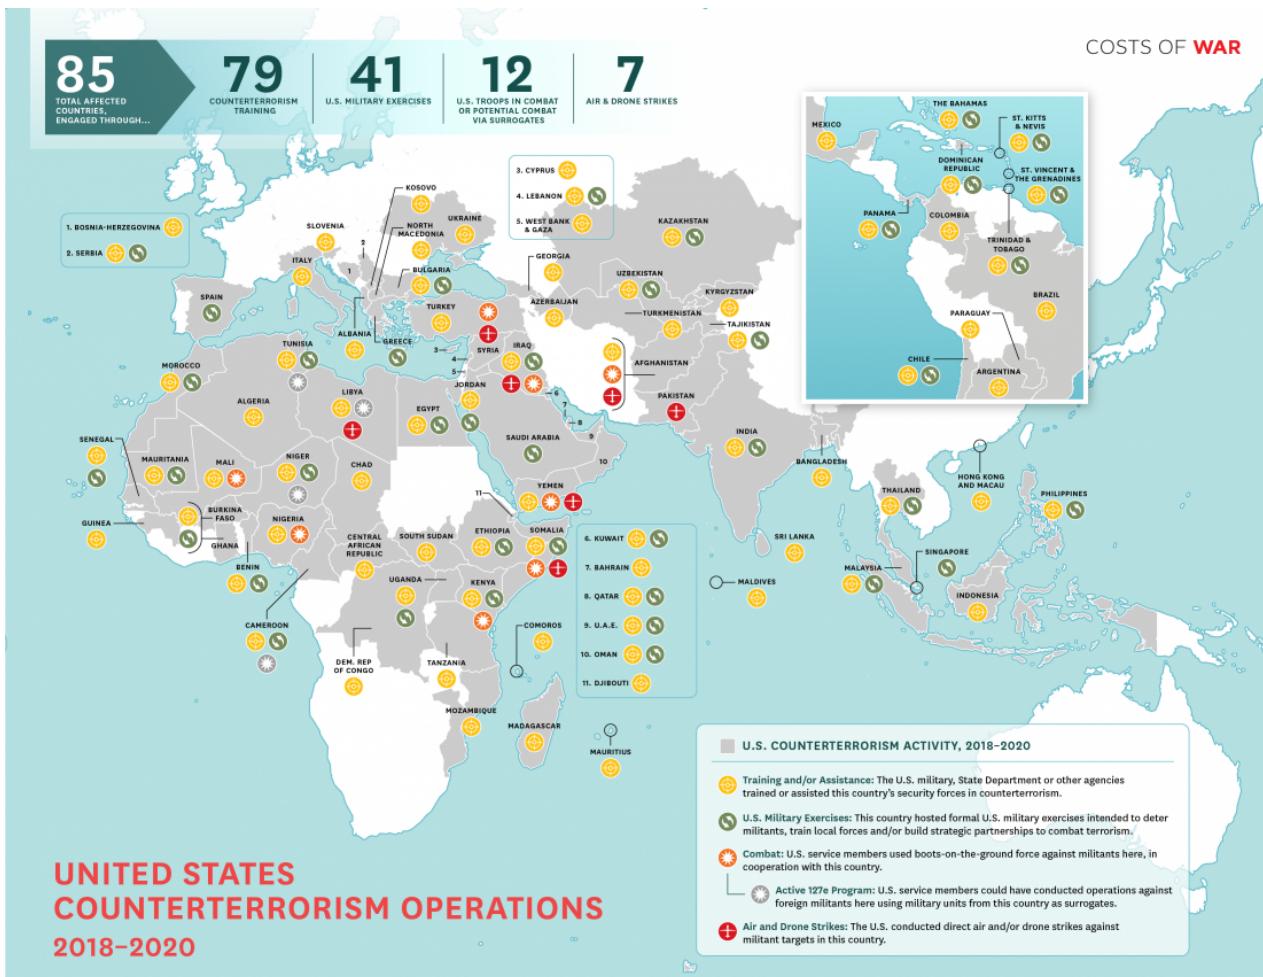 COSTS OF WAR
85
TOTAL AFFECTED
COUNTRIES,
ENGAGED THROUGH...
79
COUNTERTERRORISM
TRAINING
41
U.S. MILITARY EXERCISES
12
U.S. TROOPS IN COMBAT
OR POTENTIAL COMBAT
VIA SURROGATES
7
AIR & DRONE STRIKES
1. BOSNIA-HERZEGOVINA
2. SERBIA
3. CYPRUS
4. LEBANON
5. WEST BANK
& GAZA
MEXICO
THE BAHAMAS
ST. KITTS
& NEVIS
DOMINICAN
REPUBLIC
ST. VINCENT &
THE GRENADINES
PANAMA
COLOMBIA
TRINIDAD &
TOBAGO
BRAZIL
PARAGUAY
CHILE
ARGENTINA
KOSOVO
SLOVENIA
NORTH
MACEDONIA
UKRAINE
2
ITALY
1
BULGARIA
SPAIN
TURKEY
ALBANIA
GREECE
GEORGIA
AZERBAIJAN
KAZAKHSTAN
UZBEKISTAN
KYRGYZSTAN
TURKMENISTAN
TAJIKISTAN
3
4
5
SYRIA
IRAQ
AFGHANISTAN
6
7
8
9
10
MOROCCO
TUNISIA
JORDAN
PAKISTAN
ALGERIA
LIBYA
EGYPT
SAUDI ARABIA
INDIA
BANGLADESH
SENEGAL
MAURITANIA
MALI
NIGER
CHAD
YEMEN
11
HONG KONG
AND MACAU
THAILAND
PHILIPPINES
GUINEA
BURKINA
FASO
GHANA
NIGERIA
CENTRAL
AFRICAN
REPUBLIC
SOUTH SUDAN
ETHIOPIA
SOMALIA
SRI LANKA
SINGAPORE
MALAYSIA
BENIN
UGANDA
KENYA
MALDIVES
INDONESIA
CAMEROON
DEM. REP
OF CONGO
TANZANIA
COMOROS
MOZAMBIQUE
MADAGASCAR
MAURITIUS
6. KUWAIT
7. BAHRAIN
8. QATAR
9. U.A.E.
10. OMAN
11. DJIBOUTI
U.S. COUNTERTERRORISM ACTIVITY, 2018–2020
Training and/or Assistance: The U.S. military, State Department or other agencies
trained or assisted this country's security forces in counterterrorism.
U.S. Military Exercises: This country hosted formal U.S. military exercises intended to deter
militants, train local forces and/or build strategic partnerships to combat terrorism.
Combat: U.S. service members used boots-on-the-ground force against militants here, in
cooperation with this country.
Active 127e Program: U.S. service members could have conducted operations against
foreign militants here using military units from this country as surrogates.
Air and Drone Strikes: The U.S. conducted direct air and/or drone strikes against
militant targets in this country.
UNITED STATES
COUNTERTERRORISM OPERATIONS
2018–2020